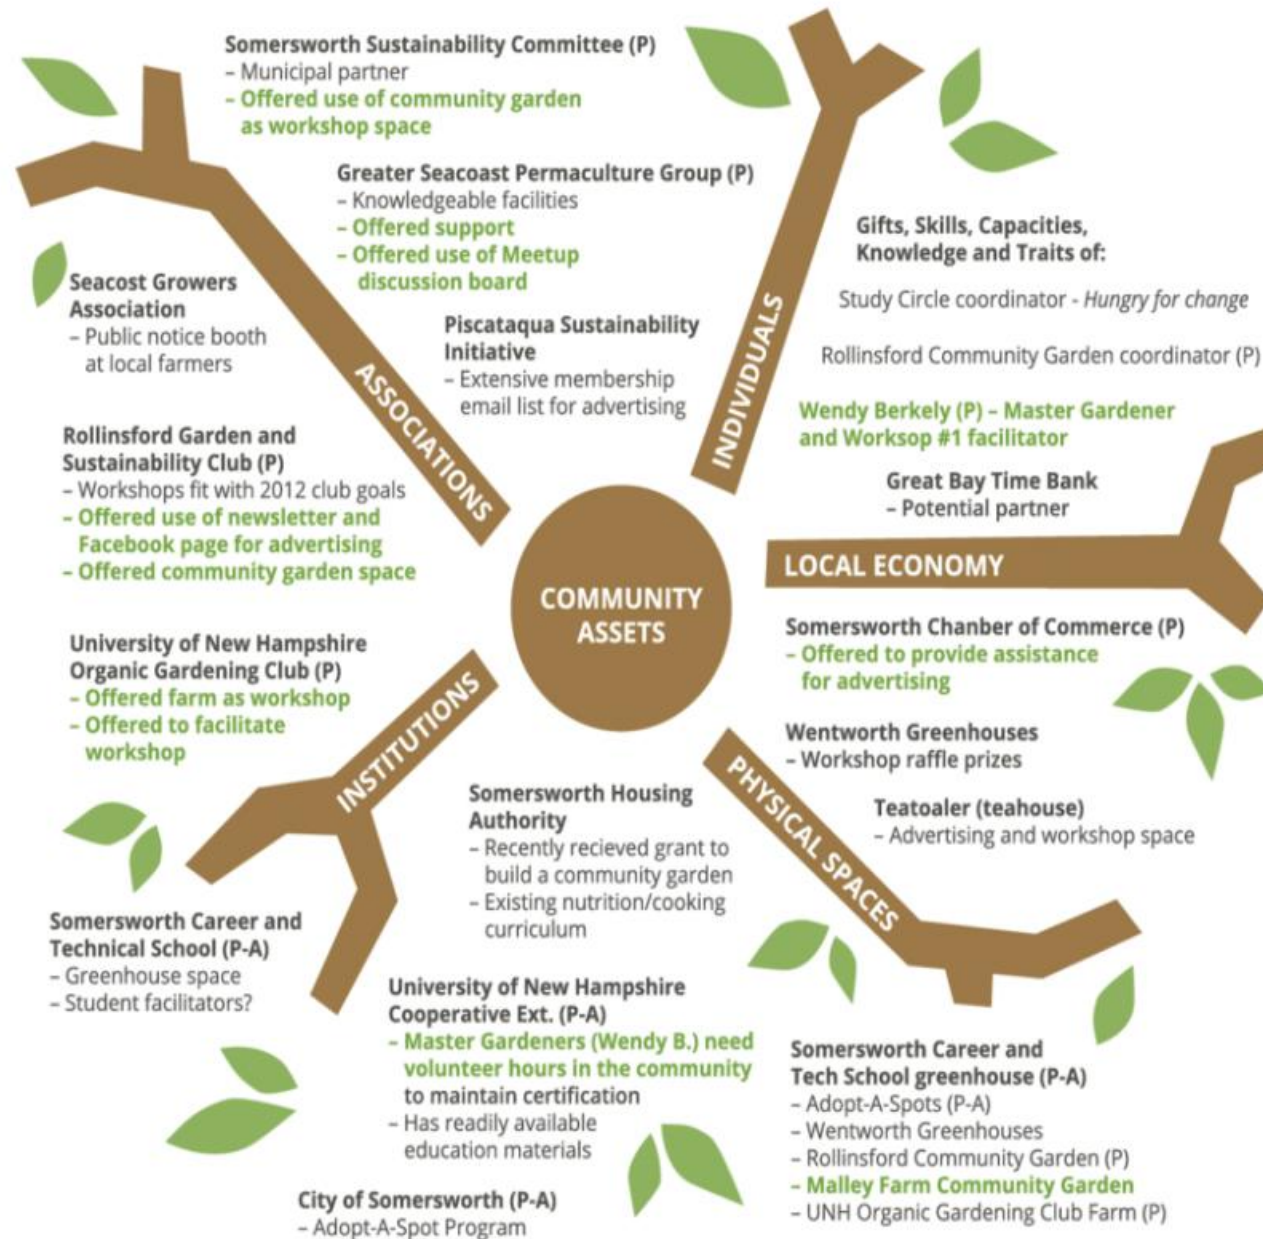 Somersworth Sustainability Committee (P)
– Municipal partner
– Offered use of community garden
as workshop space
Greater Seacoast Permaculture Group (P)
– Knowledgeable facilities
– Offered support
– Offered use of Meetup
discussion board
Seacost Growers
Association
– Public notice booth
at local farmers
Piscataqua Sustainability
Initiative
– Extensive membership
email list for advertising
ASSOCIATIONS
Rollinsford Garden and
Sustainability Club (P)
– Workshops fit with 2012 club goals
– Offered use of newsletter and
Facebook page for advertising
– Offered community garden space
INDIVIDUALS
Gifts, Skills, Capacities,
Knowledge and Traits of:
Study Circle coordinator - Hungry for change
Rollinsford Community Garden coordinator (P)
Wendy Berkely (P) – Master Gardener
and Worksop #1 facilitator
Great Bay Time Bank
– Potential partner
LOCAL ECONOMY
COMMUNITY
ASSETS
Somersworth Chanber of Commerce (P)
– Offered to provide assistance
for advertising
Wentworth Greenhouses
– Workshop raffle prizes
Teatoaler (teahouse)
– Advertising and workshop space
University of New Hampshire
Organic Gardening Club (P)
– Offered farm as workshop
– Offered to facilitate
workshop
INSTITUTIONS
Somersworth Housing
Authority
– Recently recieved grant to
build a community garden
– Existing nutrition/cooking
curriculum
Somersworth Career and
Technical School (P-A)
– Greenhouse space
– Student facilitators?
University of New Hampshire
Cooperative Ext. (P-A)
– Master Gardeners (Wendy B.) need
volunteer hours in the community
to maintain certification
– Has readily available
education materials
City of Somersworth (P-A)
– Adopt-A-Spot Program
PHYSICAL SPACES
Somersworth Career and
Tech School greenhouse (P-A)
– Adopt-A-Spots (P-A)
– Wentworth Greenhouses
– Rollinsford Community Garden (P)
– Malley Farm Community Garden
– UNH Organic Gardening Club Farm (P)